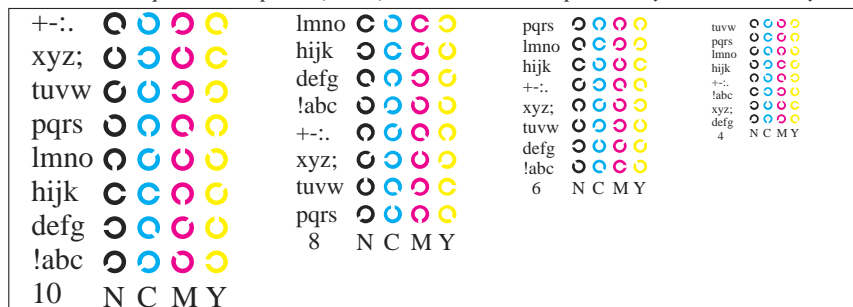 +-:.
xyz;
tuvw
pqrs
lmno
hijk
defg
!abc
10 N C M Y
lmno
hijk
defg
!abc
+-:.
xyz;
tuvw
pqrs
8 N C M Y
pqrs
lmno
hijk
+-:.
xyz;
tuvw
defg
!abc
6 N C M Y
tuvw
pqrs
lmno
hijk
+-:.
!abc
xyz;
defg
4 N C M Y